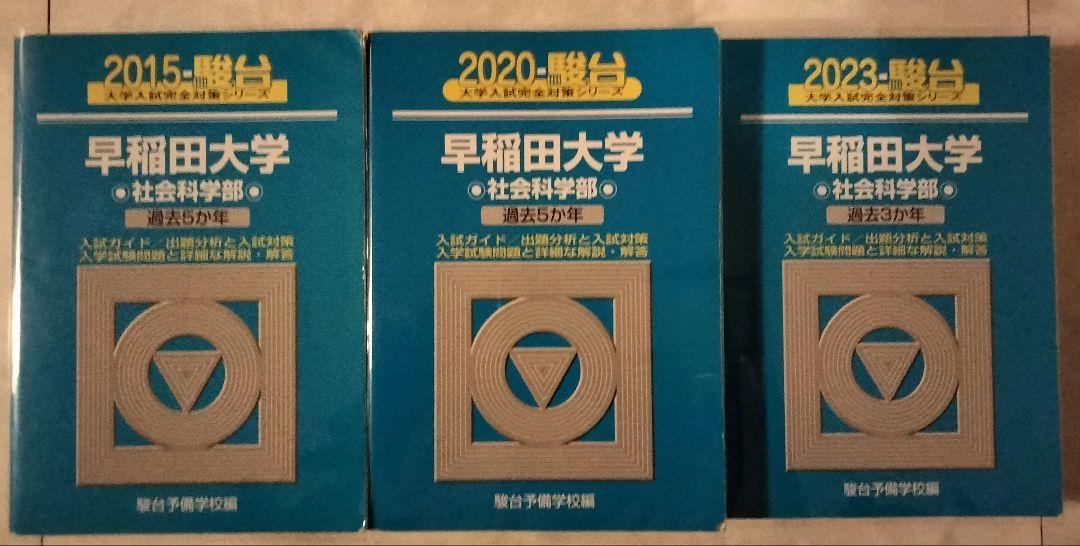 2015-駿台
大学入試完全対策シリーズ
早稲田大学
社会科学部
過去5か年
入試ガイド/出題分析と入試対策
入学試験問題と詳細な解説・解答
駿台予備学校編
2020-駿台
大学入試完全対策シリーズ
早稲田大学
社会科学部
過去5か年
入試ガイド/出題分析と入試対策
入学試験問題と詳細な解説・解答
駿台予備学校編
2023-駿台
大学入試完全対策シリーズ
早稲田大学
社会科学部
過去3か年
入試ガイド/出題分析と入試対策
入学試験問題と詳細な解説・解答
駿台予備学校編